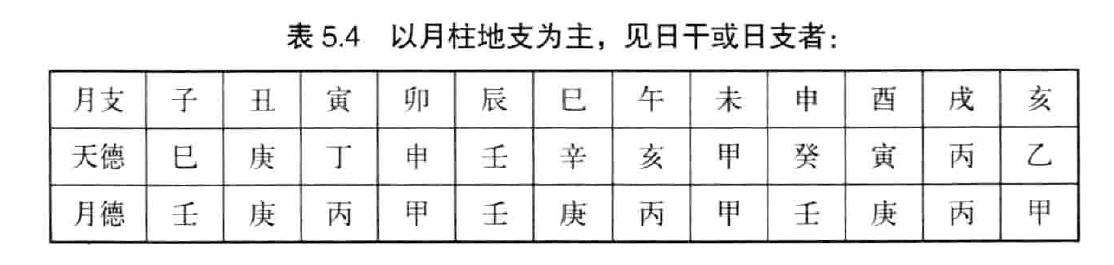 表 5.4 以月柱地支为主，见日干或日支者：
月支 子 丑 寅 卯 辰 巳 午 未 申 酉 戌 亥
天德 巳 庚 丁 申 壬 辛 亥 甲 癸 寅 丙 乙
月德 壬 庚 丙 甲 壬 庚 丙 甲 壬 庚 丙 甲